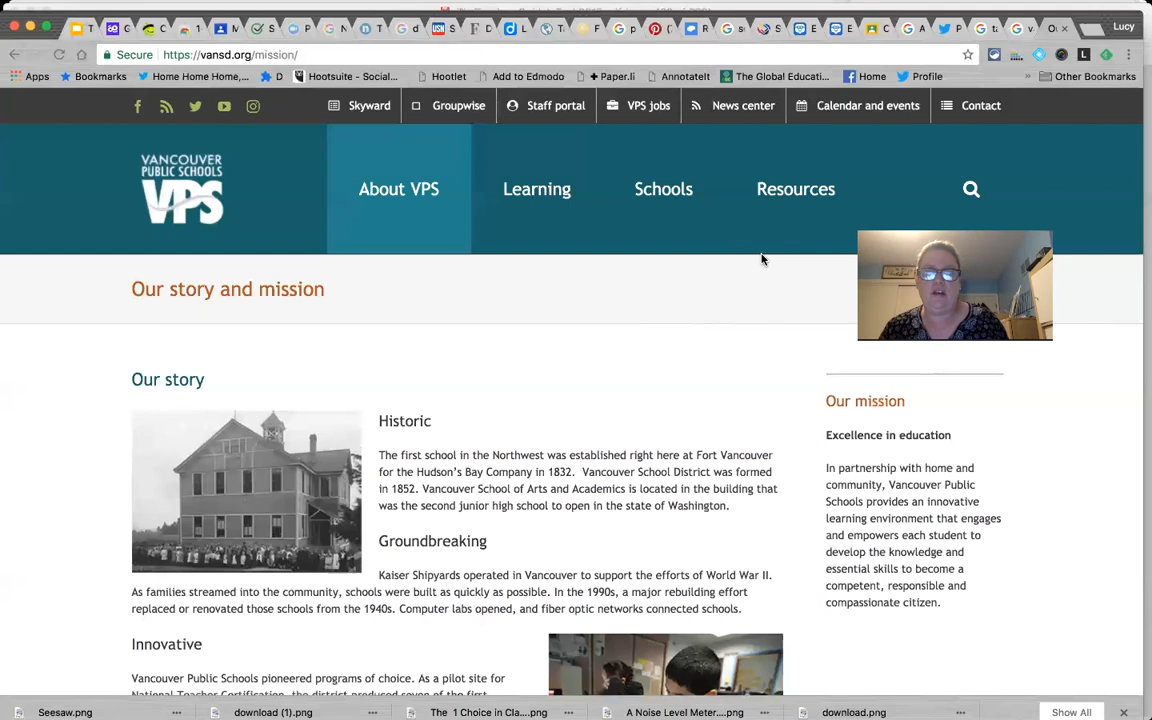 Lucy
Secure https://vansd.org/mission/
Apps Bookmarks Home Home Home,... D Hootsuite - Social... Hootlet Add to Edmodo + Paper.li AnnotateIt The Global Educati... Home Profile » Other Bookmarks
Skyward Groupwise Staff portal VPS jobs News center Calendar and events Contact
VANCOUVER
PUBLIC SCHOOLS
VPS
About VPS Learning Schools Resources
Our story and mission
Our story
Historic
The first school in the Northwest was established right here at Fort Vancouver
for the Hudson's Bay Company in 1832. Vancouver School District was formed
in 1852. Vancouver School of Arts and Academics is located in the building that
was the second junior high school to open in the state of Washington.
Groundbreaking
Kaiser Shipyards operated in Vancouver to support the efforts of World War II.
As families streamed into the community, schools were built as quickly as possible. In the 1990s, a major rebuilding effort
replaced or renovated those schools from the 1940s. Computer labs opened, and fiber optic networks connected schools.
Innovative
Vancouver Public Schools pioneered programs of choice. As a pilot site for
National Teacher Certification, the district produced seven of the first
Our mission
Excellence in education
In partnership with home and
community, Vancouver Public
Schools provides an innovative
learning environment that engages
and empowers each student to
develop the knowledge and
essential skills to become a
competent, responsible and
compassionate citizen.
Seesaw.png download (1).png The 1 Choice in Cla....png A Noise Level Meter....png download.png Show All